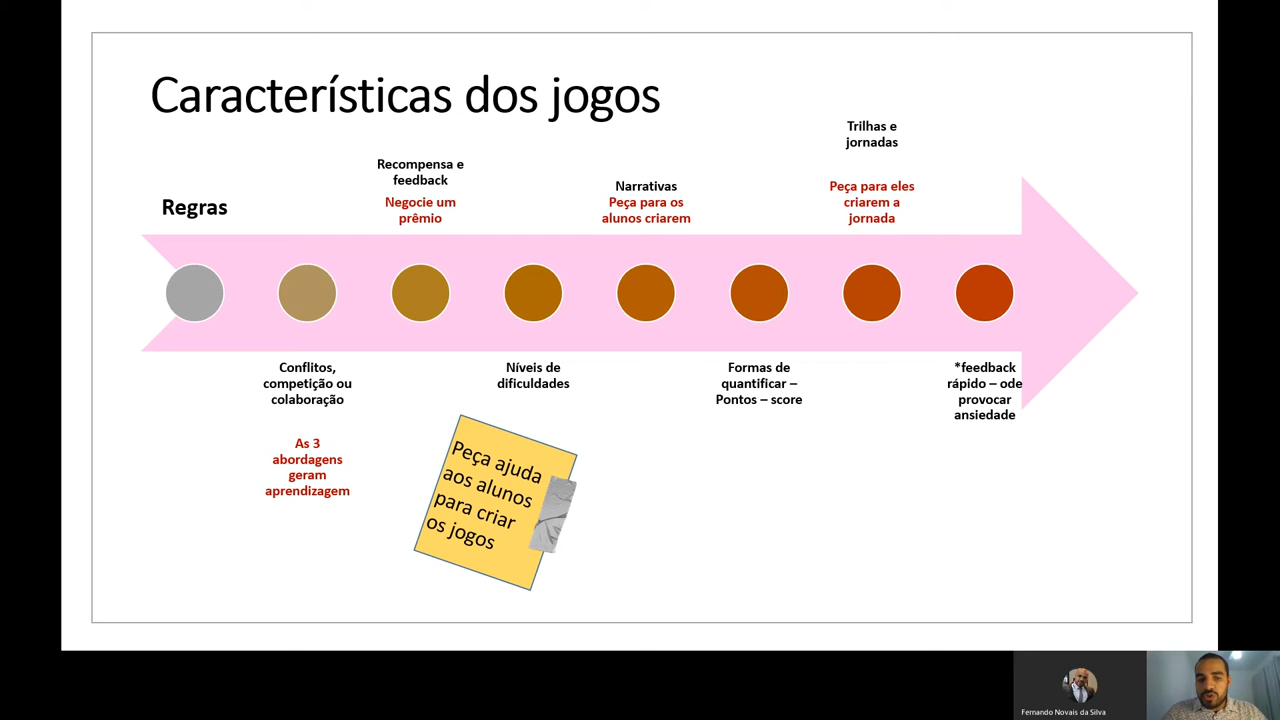 Características dos jogos
Regras
Conflitos,
competição ou
colaboração
As 3
abordagens
geram
aprendizagem
Recompensa e
feedback
Negocie um
prêmio
Níveis de
dificuldades
Narrativas
Peça para os
alunos criarem
Formas de
quantificar –
Pontos – score
Trilhas e
jornadas
Peça para eles
criarem a
jornada
*feedback
rápido – ode
provocar
ansiedade
Peça ajuda
aos alunos
para criar
os jogos
Fernando Novais da Silva